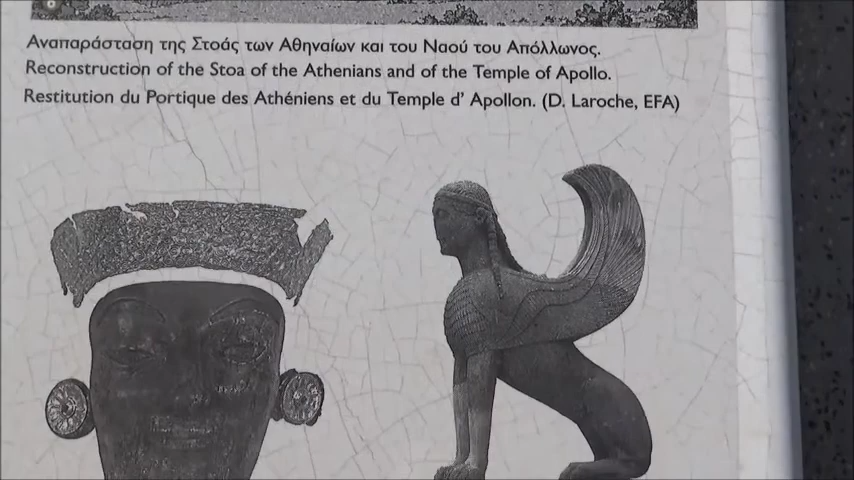 Αναπαράσταση της Στοάς των Αθηναίων και του Ναού του Απόλλωνος.
Reconstruction of the Stoa of the Athenians and of the Temple of Apollo.
Restitution du Portique des Athéniens et du Temple d' Apollon. (D. Laroche, EFA)